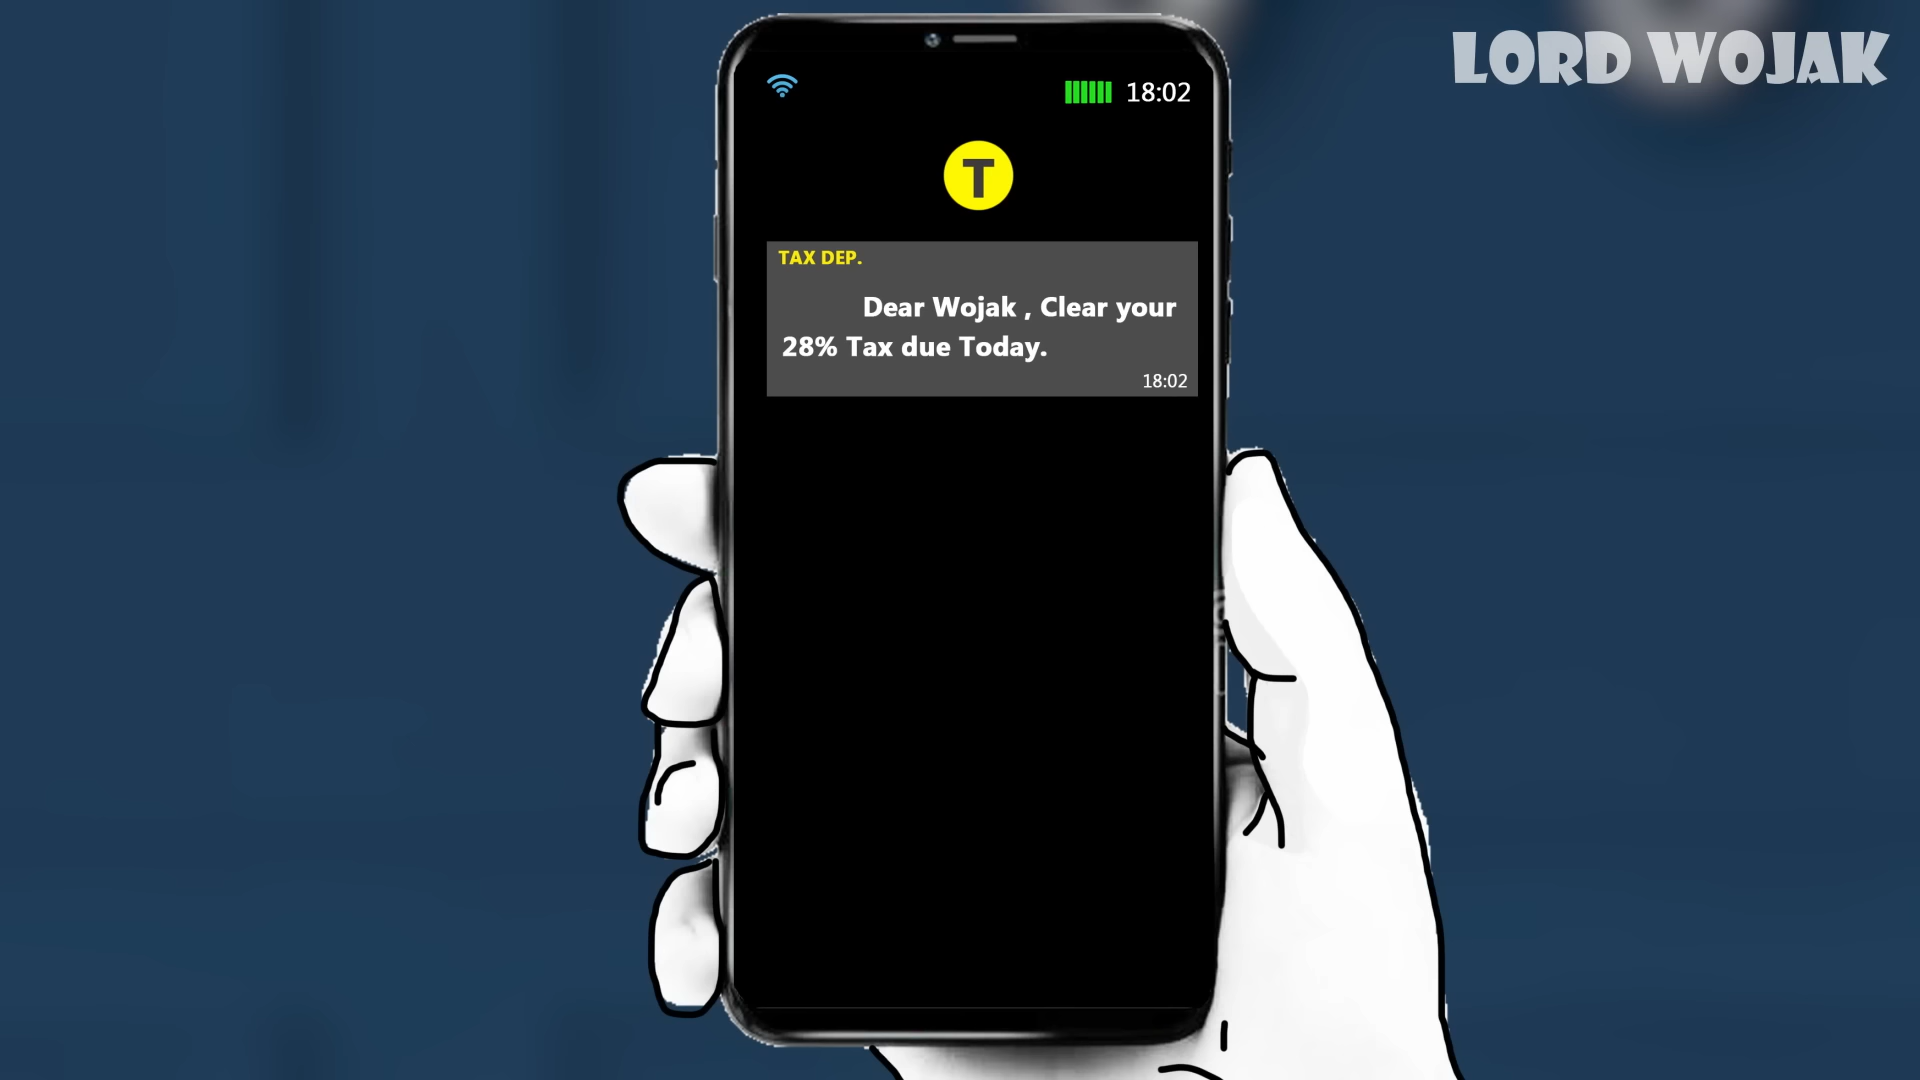 LORD WOJAK
18:02
T
TAX DEP.
Dear Wojak , Clear your
28% Tax due Today.
18:02